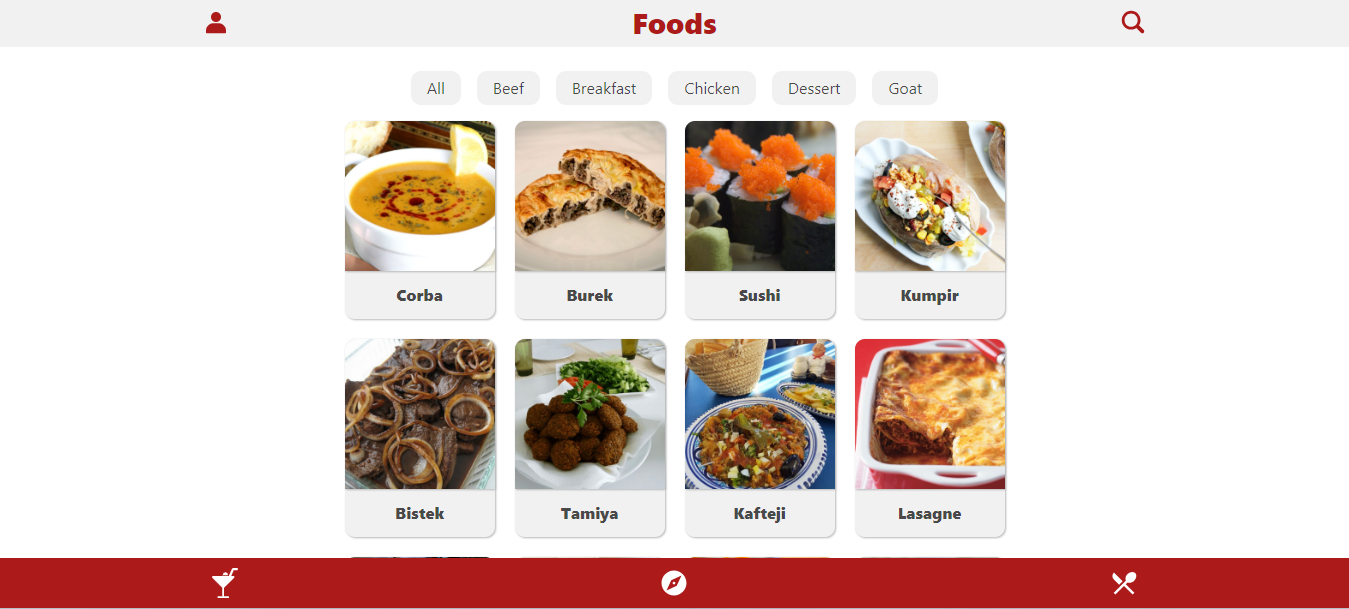 Foods
All Beef Breakfast Chicken Dessert Goat
Corba Burek Sushi Kumpir
Bistek Tamiya Kafteji Lasagne